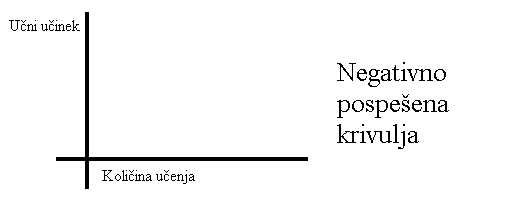 Učni učinek
Negativno
pospešena
krivulja
Količina učenja